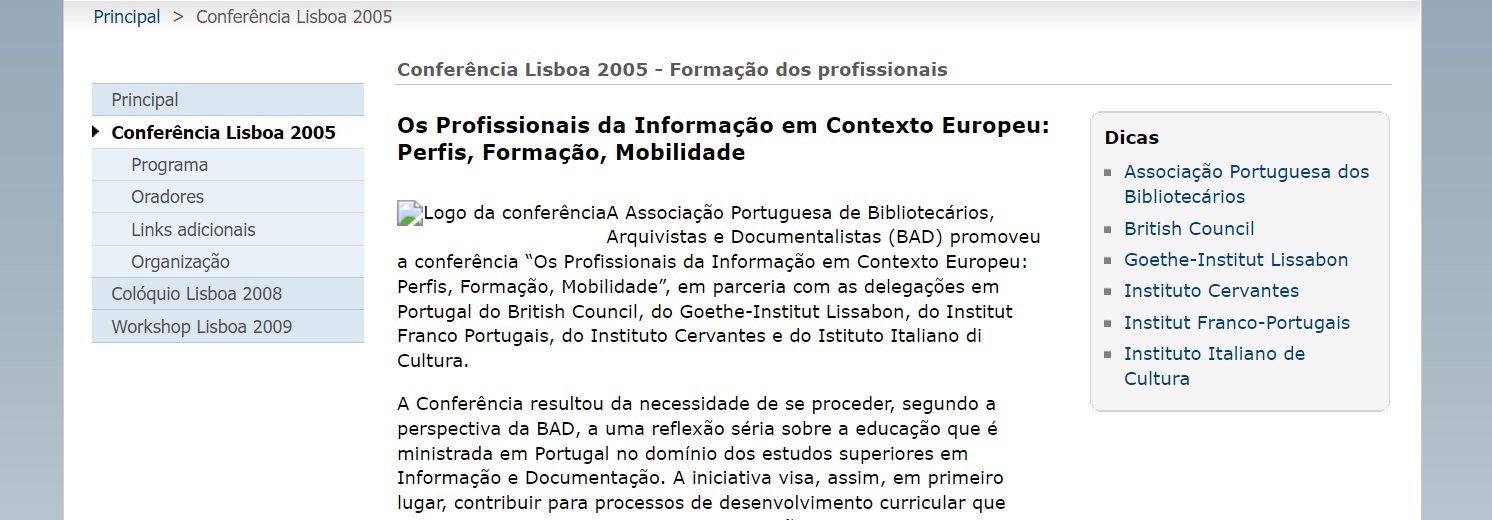 Principal > Conferência Lisboa 2005
Principal
Conferência Lisboa 2005
Programa
Oradores
Links adicionais
Organização
Colóquio Lisboa 2008
Workshop Lisboa 2009
Conferência Lisboa 2005 - Formação dos profissionais
Os Profissionais da Informação em Contexto Europeu:
Perfis, Formação, Mobilidade
Logo da conferênciaA Associação Portuguesa de Bibliotecários,
Arquivistas e Documentalistas (BAD) promoveu
a conferência “Os Profissionais da Informação em Contexto Europeu:
Perfis, Formação, Mobilidade”, em parceria com as delegações em
Portugal do British Council, do Goethe-Institut Lissabon, do Institut
Franco Portugais, do Instituto Cervantes e do Istituto Italiano di
Cultura.
A Conferência resultou da necessidade de se proceder, segundo a
perspectiva da BAD, a uma reflexão séria sobre a educação que é
ministrada em Portugal no domínio dos estudos superiores em
Informação e Documentação. A iniciativa visa, assim, em primeiro
lugar, contribuir para processos de desenvolvimento curricular que
Dicas
Associação Portuguesa dos
Bibliotecários
British Council
Goethe-Institut Lissabon
Instituto Cervantes
Institut Franco-Portugais
Instituto Italiano de
Cultura